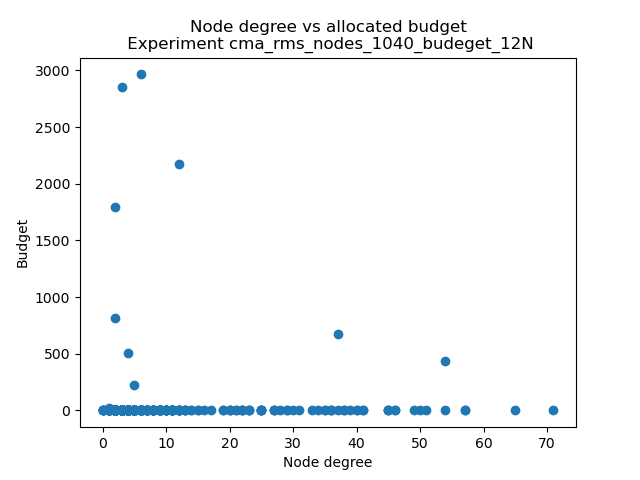 Node degree vs allocated budget
Experiment cma_rms_nodes_1040_budeget_12N
Budget
3000
2500
2000
1500
1000
500
0
0 10 20 30 40 50 60 70
Node degree